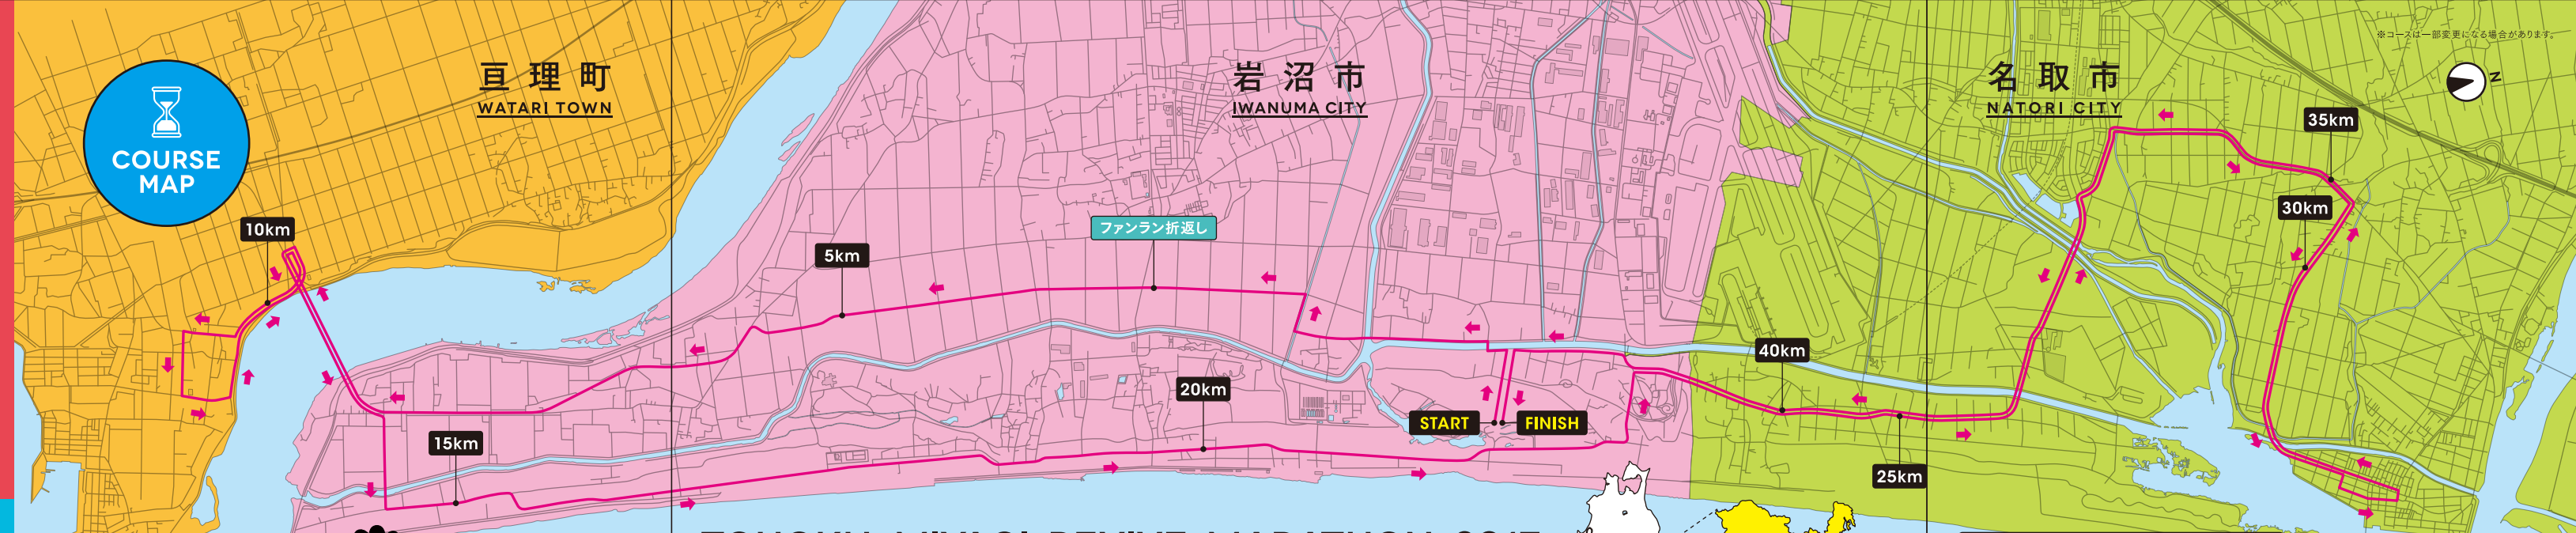 COURSE
MAP
亘理町
WATARI TOWN
岩沼市
IWANUMA CITY
名取市
NATORI CITY
※コースは一部変更になる場合があります。
N
10km
5km
ファンラン折返し
35km
30km
40km
20km
START
FINISH
15km
25km